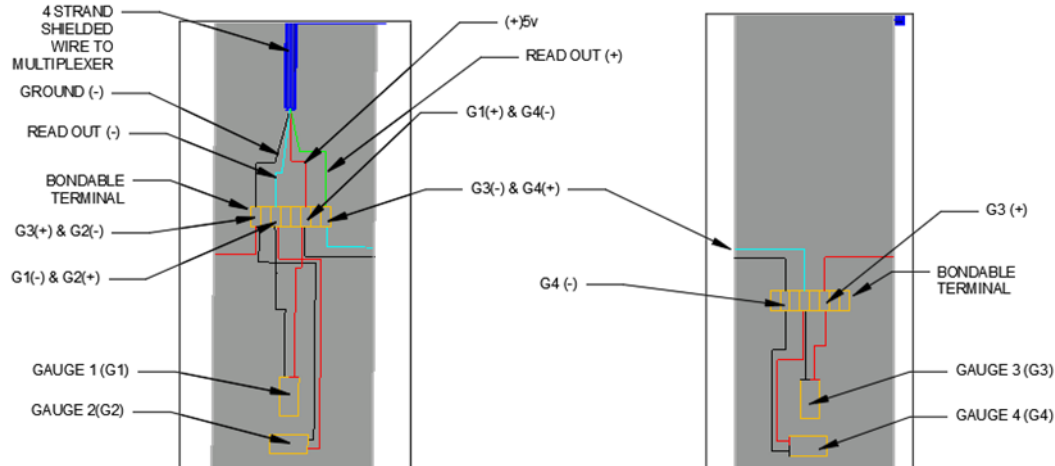 4 STRAND
SHIELDED
WIRE TO
MULTIPLEXER
GROUND (-)
READ OUT (-)
BONDABLE
TERMINAL
G3(+) & G2(-)
G1(-) & G2(+)
GAUGE 1 (G1)
GAUGE 2(G2)
(+)5v
READ OUT (+)
G1(+) & G4(-)
G3(-) & G4(+)
G4 (-)
G3 (+)
BONDABLE
TERMINAL
GAUGE 3 (G3)
GAUGE 4 (G4)